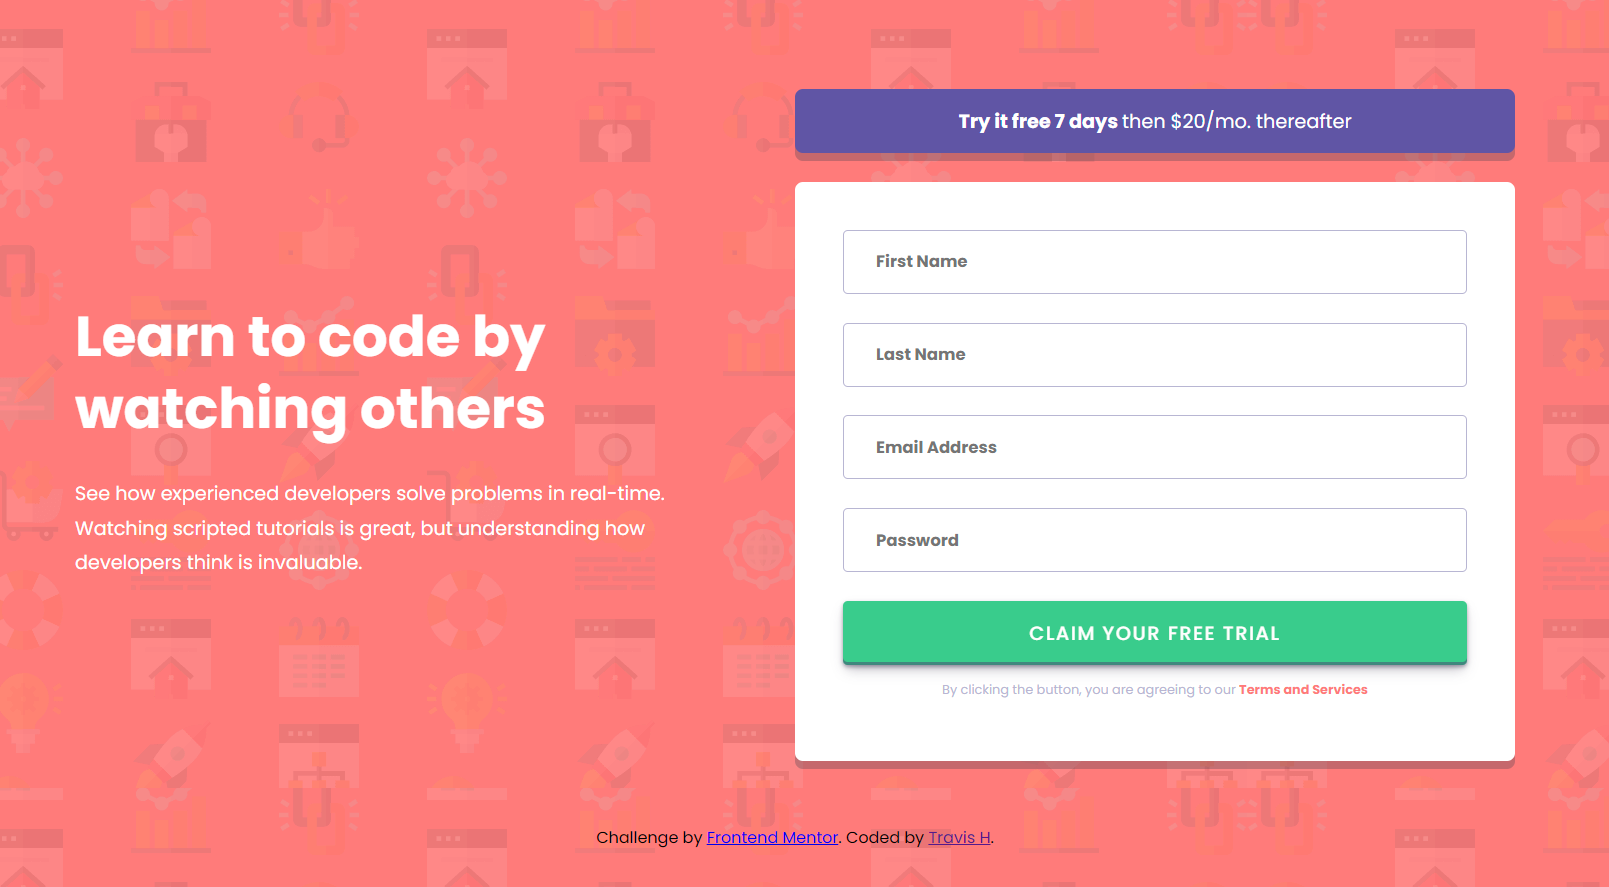 Learn to code by
watching others
See how experienced developers solve problems in real-time.
Watching scripted tutorials is great, but understanding how
developers think is invaluable.
Try it free 7 days then $20/mo. thereafter
First Name
Last Name
Email Address
Password
CLAIM YOUR FREE TRIAL
By clicking the button, you are agreeing to our Terms and Services
Challenge by Frontend Mentor. Coded by Travis H.